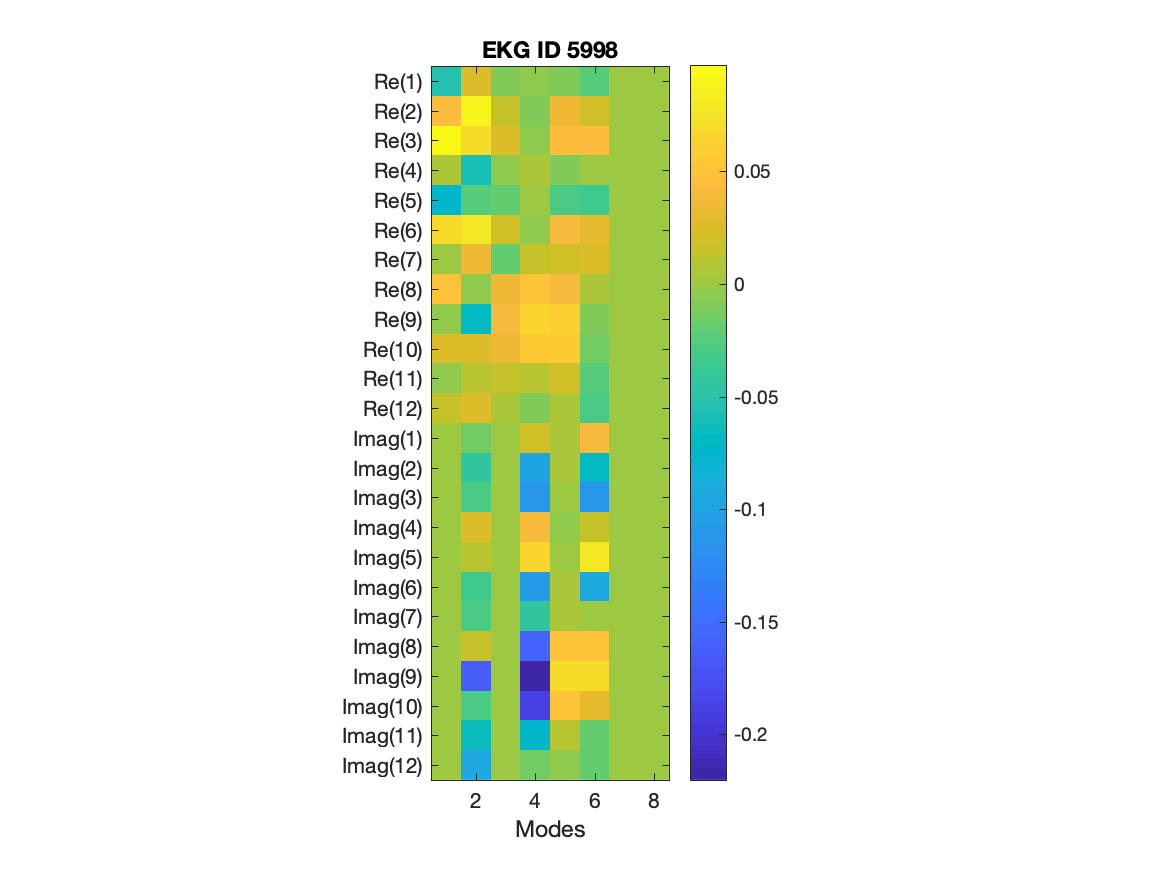 EKG ID 5998
Re(1)
Re(2)
Re(3)
Re(4)
Re(5)
Re(6)
Re(7)
Re(8)
Re(9)
Re(10)
Re(11)
Re(12)
Imag(1)
Imag(2)
Imag(3)
Imag(4)
Imag(5)
Imag(6)
Imag(7)
Imag(8)
Imag(9)
Imag(10)
Imag(11)
Imag(12)
2 4 6 8
Modes
0.05
0
-0.05
-0.1
-0.15
-0.2